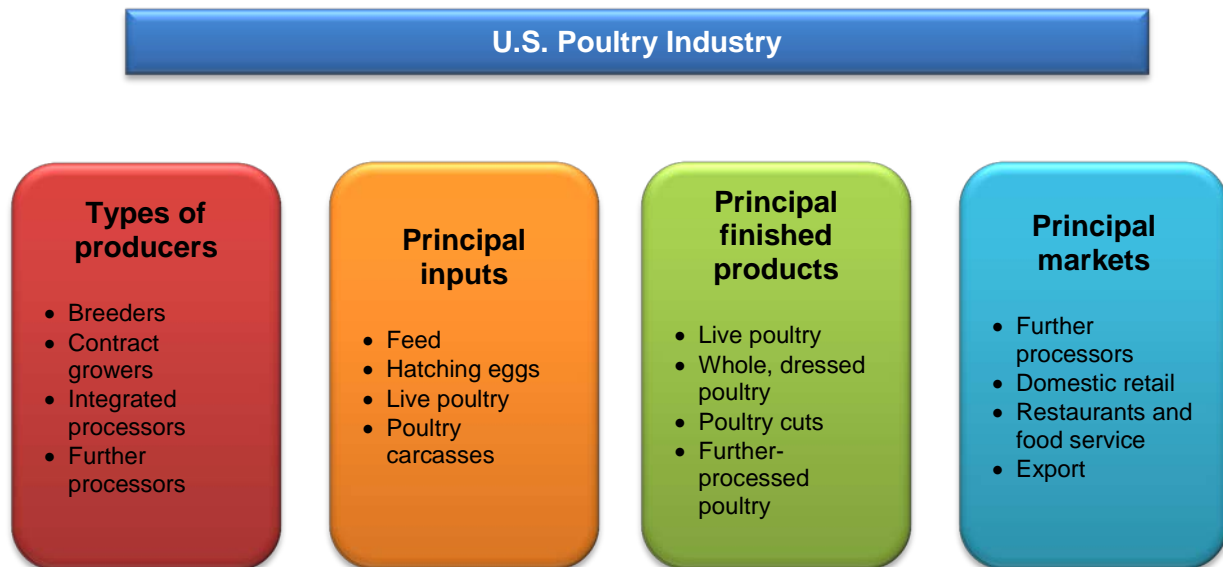 U.S. Poultry Industry
Types of
producers
• Breeders
• Contract
growers
• Integrated
processors
• Further
processors
Principal
inputs
• Feed
• Hatching eggs
• Live poultry
• Poultry
carcasses
Principal
finished
products
• Live poultry
• Whole, dressed
poultry
• Poultry cuts
• Further-
processed
poultry
Principal
markets
• Further
processors
• Domestic retail
• Restaurants and
food service
• Export